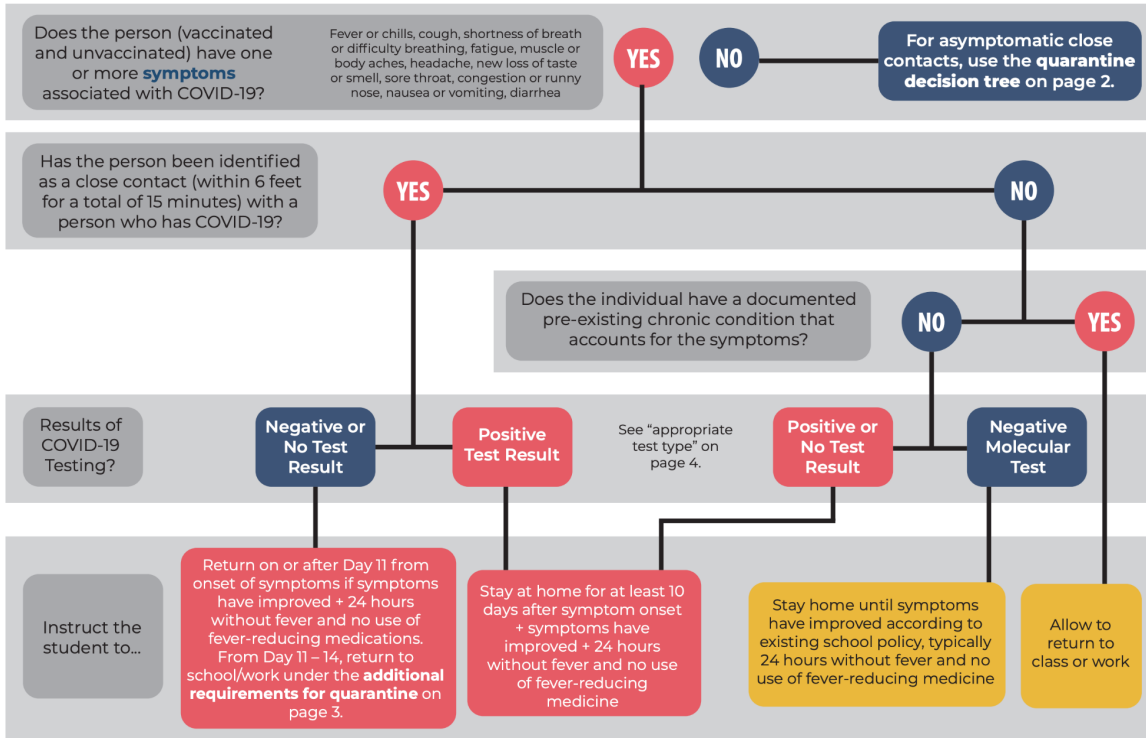 Does the person (vaccinated
and unvaccinated) have one
or more symptoms
associated with COVID-19?
Fever or chills, cough, shortness of breath
or difficulty breathing, fatigue, muscle or
body aches, headache, new loss of taste
or smell, sore throat, congestion or runny
nose, nausea or vomiting, diarrhea
YES
NO
For asymptomatic close
contacts, use the quarantine
decision tree on page 2.
Has the person been identified
as a close contact (within 6 feet
for a total of 15 minutes) with a
person who has COVID-19?
YES
NO
Does the individual have a documented
pre-existing chronic condition that
accounts for the symptoms?
NO
YES
Results of
COVID-19
Testing?
Negative or
No Test
Result
Positive
Test Result
See “appropriate
test type” on
page 4.
Positive or
No Test
Result
Negative
Molecular
Test
Instruct the
student to...
Return on or after Day 11 from
onset of symptoms if symptoms
have improved + 24 hours
without fever and no use of
fever-reducing medications.
From Day 11 – 14, return to
school/work under the additional
requirements for quarantine on
page 3.
Stay at home for at least 10
days after symptom onset
+ symptoms have
improved + 24 hours
without fever and no use
of fever-reducing
medicine
Stay home until symptoms
have improved according to
existing school policy, typically
24 hours without fever and no
use of fever-reducing medicine
Allow to
return to
class or work